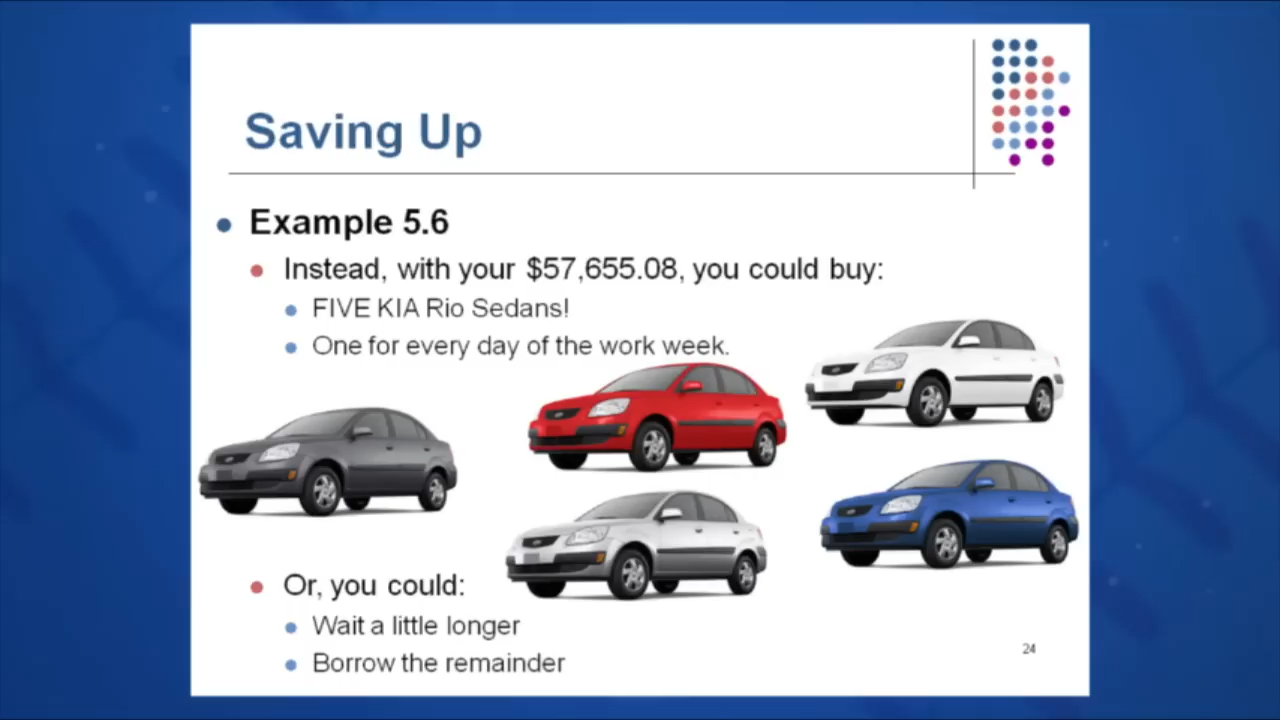 Saving Up
Example 5.6
Instead, with your $57,655.08, you could buy:
FIVE KIA Rio Sedans!
One for every day of the work week.
Or, you could:
Wait a little longer
Borrow the remainder
24